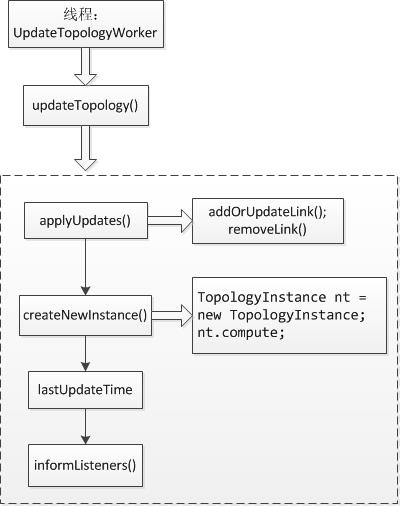 线程：
UpdateTopologyWorker
updateTopology()
applyUpdates()
addOrUpdateLink();
removeLink()
createNewInstance()
TopologyInstance nt =
new TopologyInstance;
nt.compute;
lastUpdateTime
informListeners()